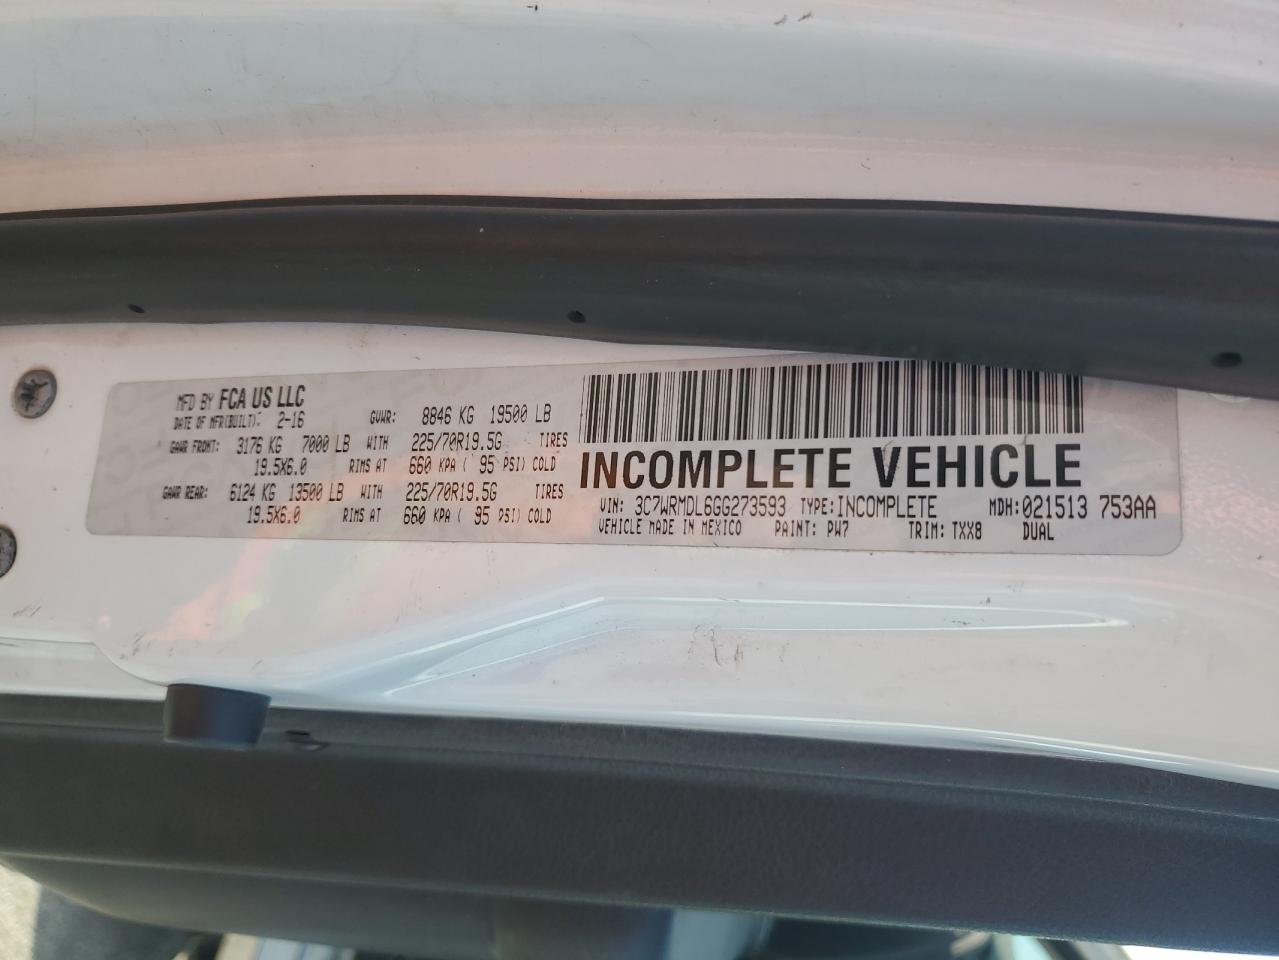 MFD BY FCA US LLC
DATE OF MFR(BUILT): 2-16 GVWR: 8846 KG 19500 LB
GAWR FRONT: 3176 KG 7000 LB WITH 225/70R19.5G TIRES
19.5X6.0 RIMS AT 660 KPA ( 95 PSI) COLD
GAWR REAR: 6124 KG 13500 LB WITH 225/70R19.5G TIRES
19.5X6.0 RIMS AT 660 KPA ( 95 PSI) COLD
INCOMPLETE VEHICLE
VIN: 3C7WRMDL6GG273593 TYPE: INCOMPLETE MDH: 021513 753AA
VEHICLE MADE IN MEXICO PAINT: PW7 TRIM: TXX8 DUAL